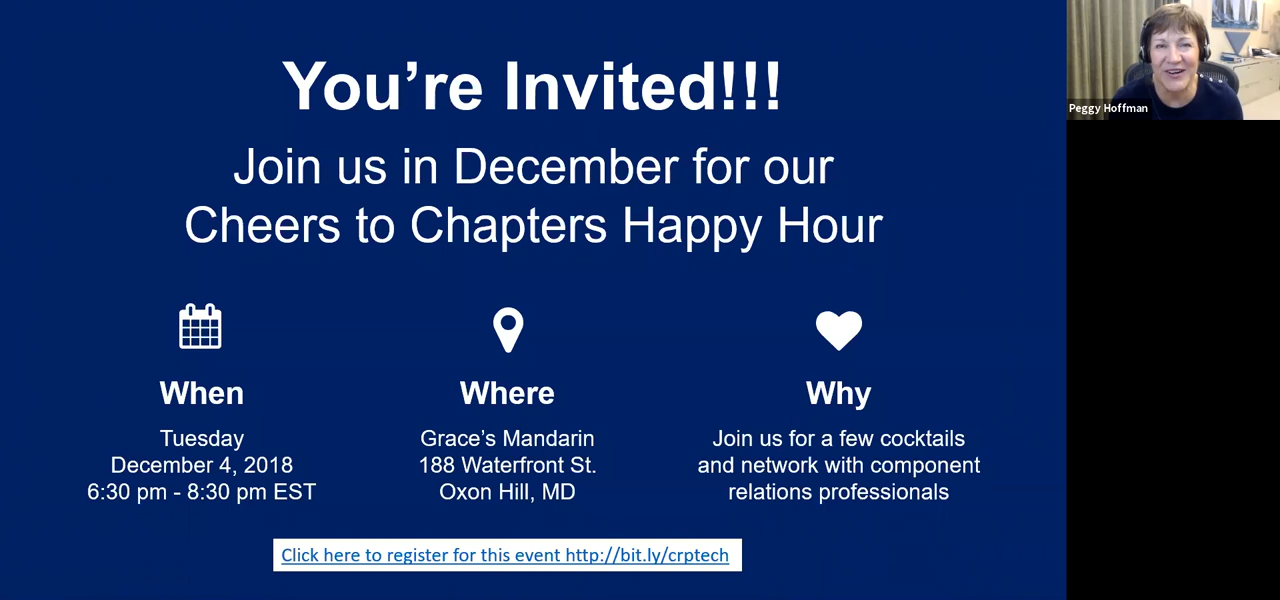 You’re Invited!!!
Join us in December for our
Cheers to Chapters Happy Hour
When
Tuesday
December 4, 2018
6:30 pm - 8:30 pm EST
Where
Grace’s Mandarin
188 Waterfront St.
Oxon Hill, MD
Why
Join us for a few cocktails
and network with component
relations professionals
Click here to register for this event http://bit.ly/crptech
Peggy Hoffman